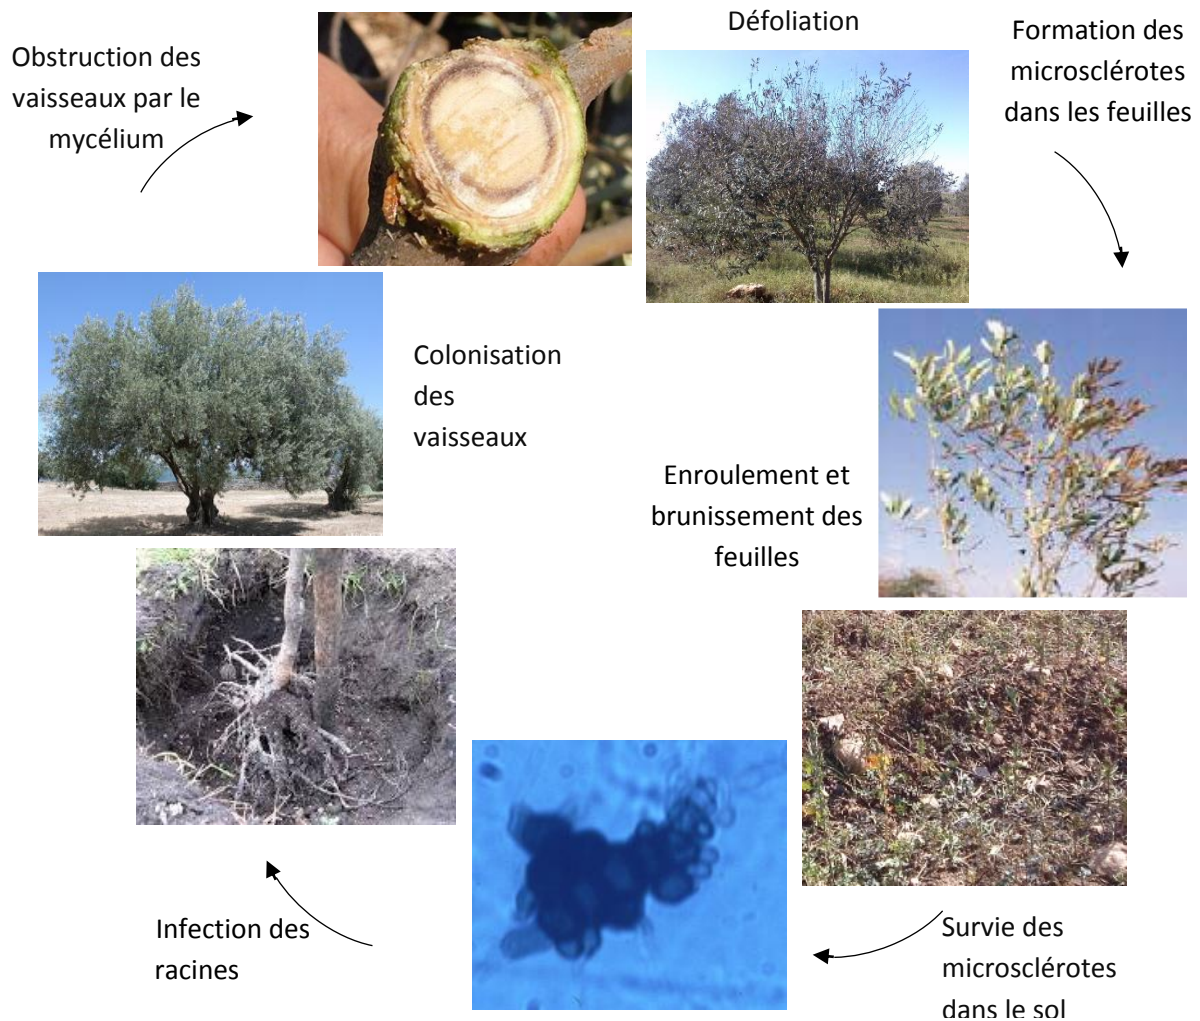 Défoliation
Formation des
microsclérotes
dans les feuilles
Obstruction des
vaisseaux par le
mycélium
Colonisation
des
vaisseaux
Enroulement et
brunissement des
feuilles
Infection des
racines
Survie des
microsclérotes
dans le sol